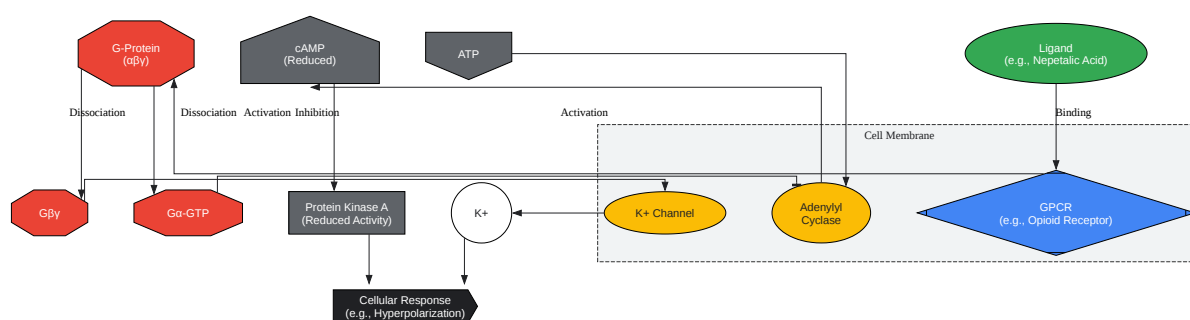 G-Protein
(αβγ)
cAMP
(Reduced)
ATP
Ligand
(e.g., Nepetalic Acid)
Dissociation
Dissociation
Activation
Inhibition
Activation
Binding
Cell Membrane
Gβγ
Gα-GTP
Protein Kinase A
(Reduced Activity)
K+
K+ Channel
Adenylyl
Cyclase
GPCR
(e.g., Opioid Receptor)
Cellular Response
(e.g., Hyperpolarization)